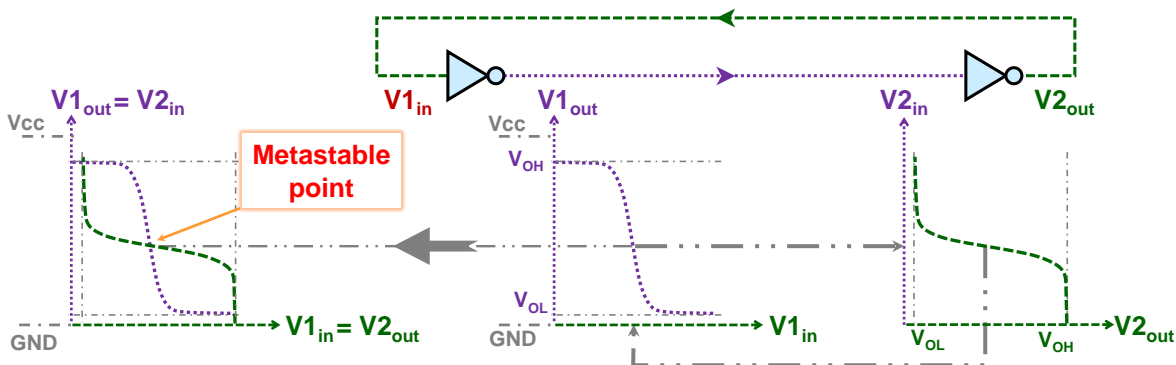 V1in
V1out
V2in
V2out
V1out = V2in
Vcc
Metastable
point
GND
V1in = V2out
Vcc
VOH
VOL
GND
V1in
VOL
VOH
V2out